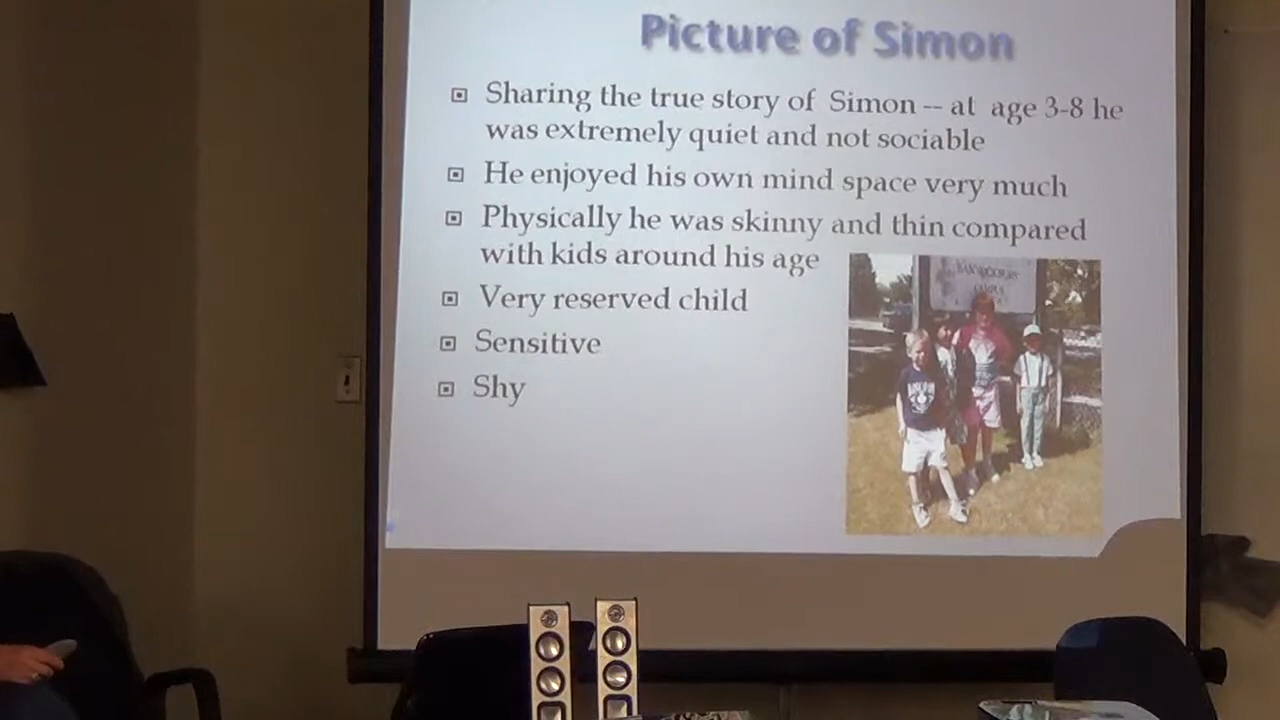 Picture of Simon
Sharing the true story of Simon -- at age 3-8 he
was extremely quiet and not sociable
He enjoyed his own mind space very much
Physically he was skinny and thin compared
with kids around his age
Very reserved child
Sensitive
Shy
CAMPUS